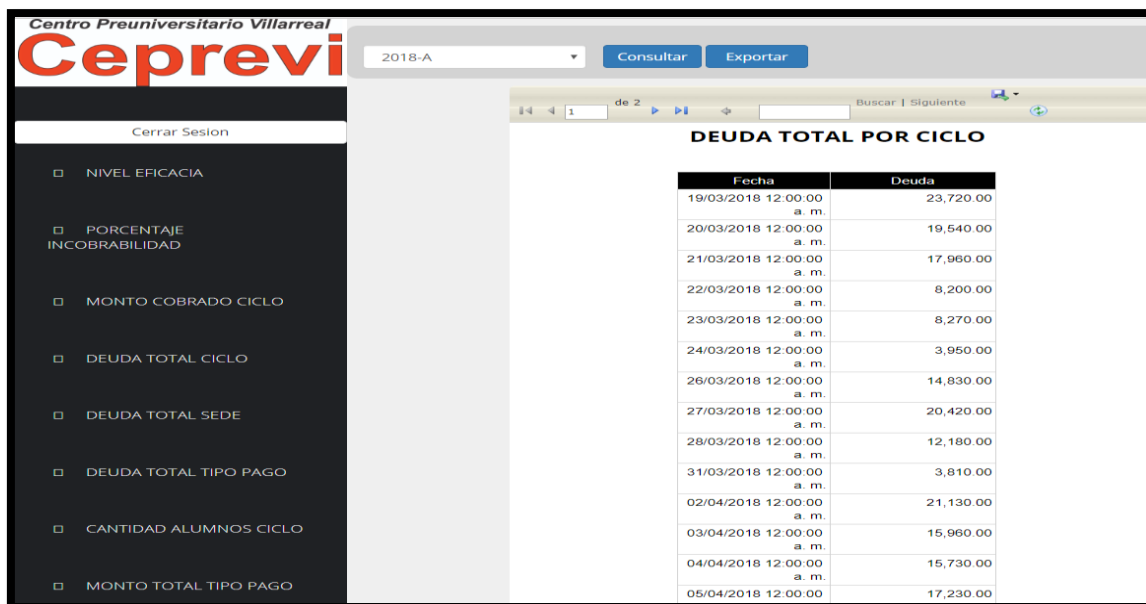 Centro Preuniversitario Villarreal
Ceprevi
2018-A
Consultar
Exportar
Cerrar Sesion
NIVEL EFICACIA
PORCENTAJE
INCOBRABILIDAD
MONTO COBRADO CICLO
DEUDA TOTAL CICLO
DEUDA TOTAL SEDE
DEUDA TOTAL TIPO PAGO
CANTIDAD ALUMNOS CICLO
MONTO TOTAL TIPO PAGO
1 de 2 Buscar | Siguiente
DEUDA TOTAL POR CICLO
Fecha Deuda
19/03/2018 12:00:00 23,720.00
a. m.
20/03/2018 12:00:00 19,540.00
a. m.
21/03/2018 12:00:00 17,960.00
a. m.
22/03/2018 12:00:00 8,200.00
a. m.
23/03/2018 12:00:00 8,270.00
a. m.
24/03/2018 12:00:00 3,950.00
a. m.
26/03/2018 12:00:00 14,830.00
a. m.
27/03/2018 12:00:00 20,420.00
a. m.
28/03/2018 12:00:00 12,180.00
a. m.
31/03/2018 12:00:00 3,810.00
a. m.
02/04/2018 12:00:00 21,130.00
a. m.
03/04/2018 12:00:00 15,960.00
a. m.
04/04/2018 12:00:00 15,730.00
a. m.
05/04/2018 12:00:00 17,230.00